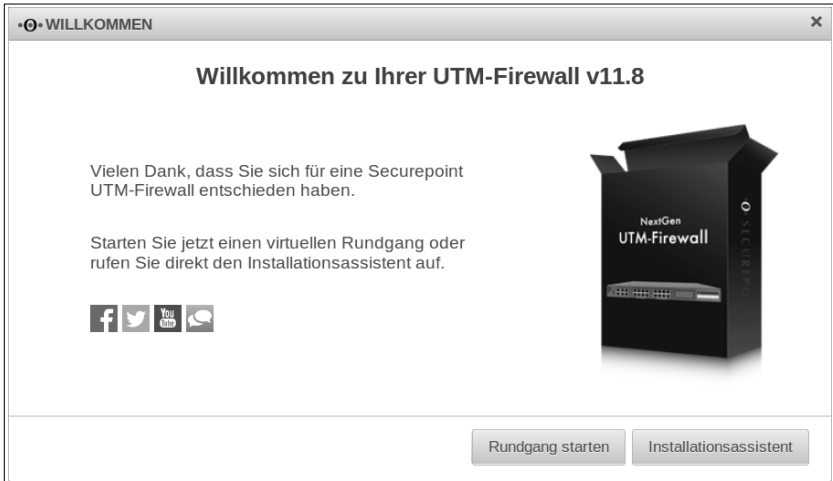 WILLKOMMEN
Willkommen zu Ihrer UTM-Firewall v11.8
Vielen Dank, dass Sie sich für eine Securepoint
UTM-Firewall entschieden haben.
Starten Sie jetzt einen virtuellen Rundgang oder
rufen Sie direkt den Installationsassistent auf.
You
Tube
NextGen
UTM-Firewall
Rundgang starten
Installationsassistent